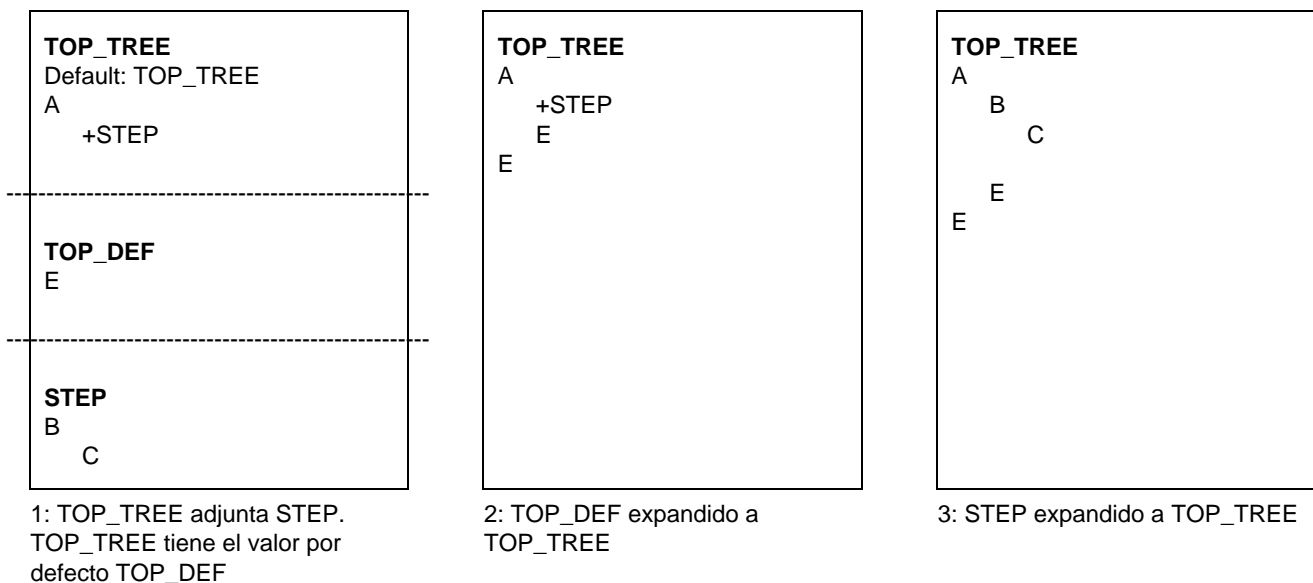 TOP_TREE
Default: TOP_TREE
A
+STEP
TOP_DEF
E
STEP
B
C
1: TOP_TREE adjunta STEP.
TOP_TREE tiene el valor por
defecto TOP_DEF
TOP_TREE
A
+STEP
E
E
2: TOP_DEF expandido a
TOP_TREE
TOP_TREE
A
B
C
E
E
3: STEP expandido a TOP_TREE